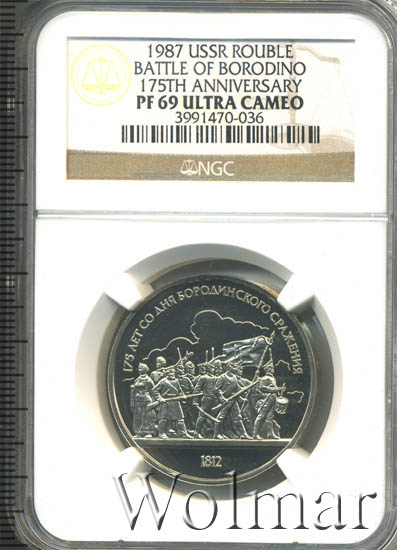 1987 USSR ROUBLE
BATTLE OF BORODINO
175TH ANNIVERSARY
PF 69 ULTRA CAMEO
3991470-036
NGC
175 ЛЕТ СО ДНЯ БОРОДИНСКОГО СРАЖЕНИЯ
1812
Wolmar